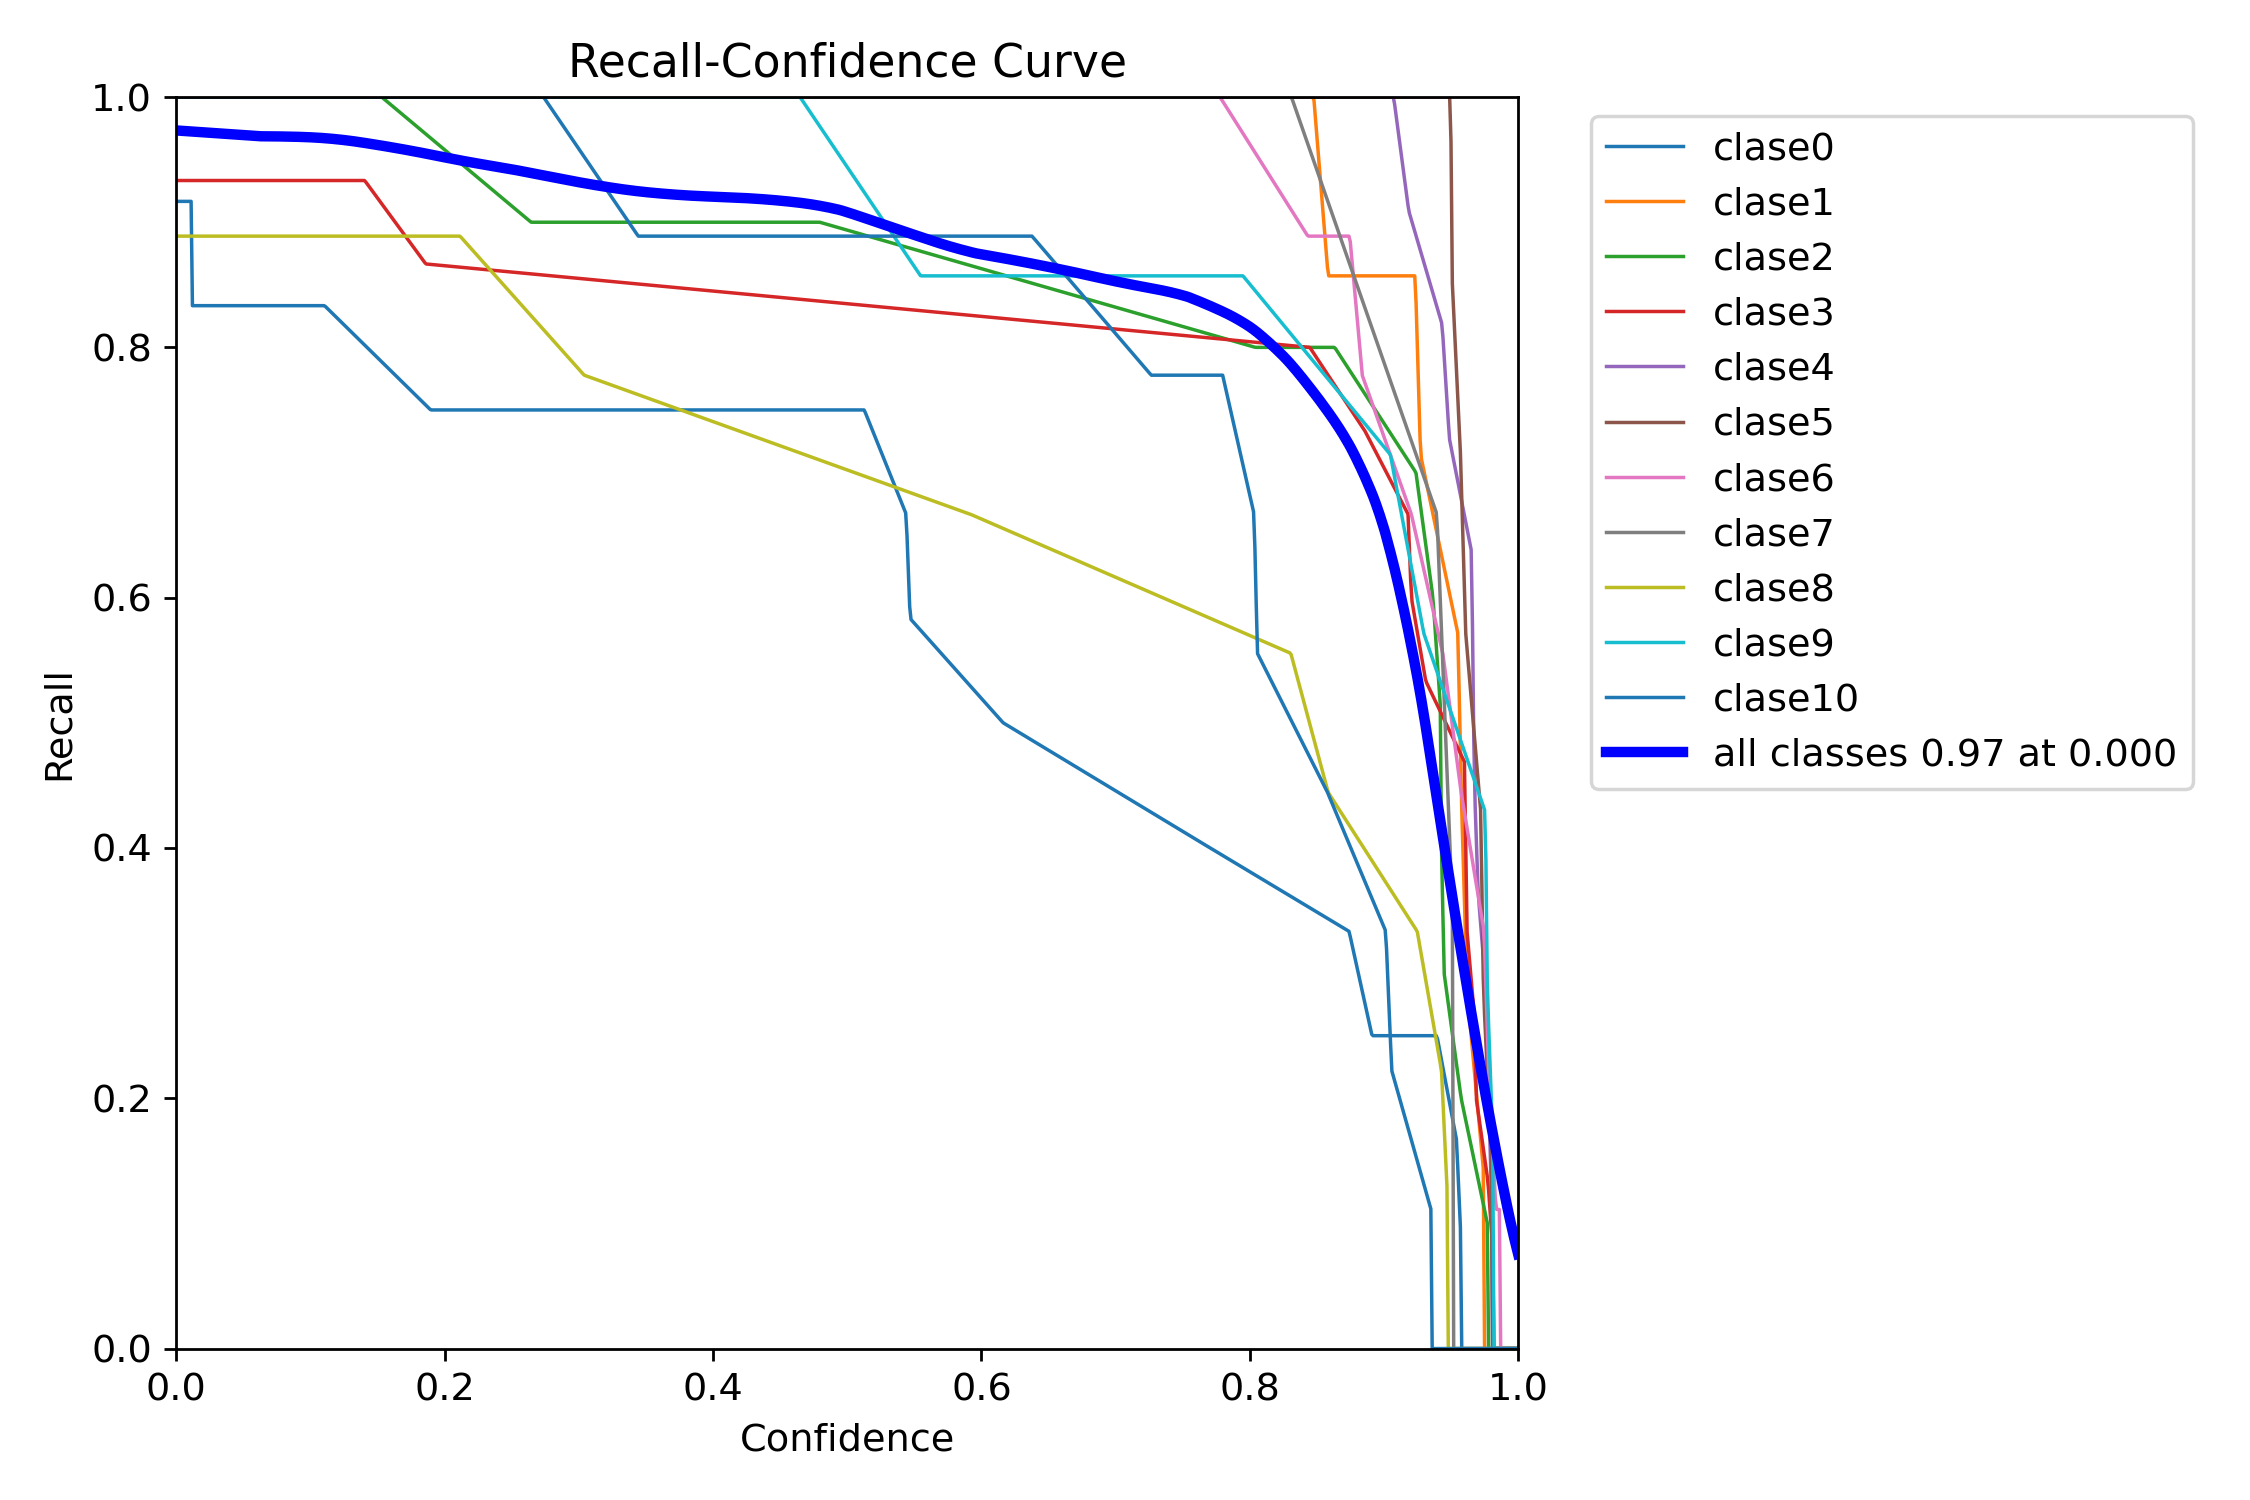 Recall-Confidence Curve
1.0
0.8
0.6
0.4
0.2
0.0
Recall
0.0 0.2 0.4 0.6 0.8 1.0
Confidence
clase0
clase1
clase2
clase3
clase4
clase5
clase6
clase7
clase8
clase9
clase10
all classes 0.97 at 0.000